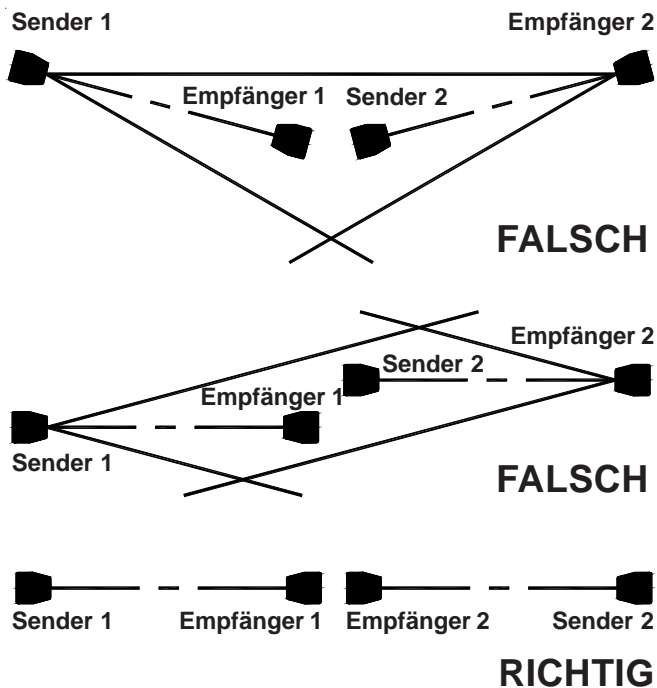 Sender 1
Empfänger 2
Empfänger 1
Sender 2
FALSCH
Empfänger 2
Sender 2
Empfänger 1
Sender 1
FALSCH
Sender 1
Empfänger 1
Empfänger 2
Sender 2
RICHTIG